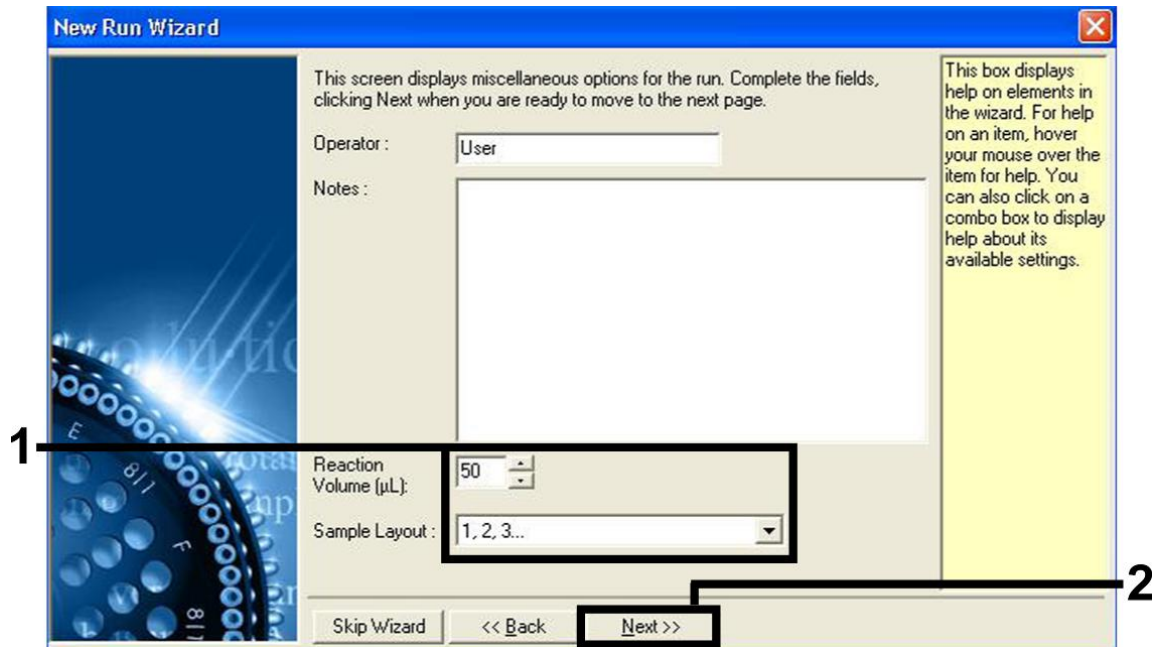 New Run Wizard
This screen displays miscellaneous options for the run. Complete the fields,
clicking Next when you are ready to move to the next page.
Operator :
User
Notes :
Reaction
Volume (µL):
50
Sample Layout :
1, 2, 3...
Skip Wizard
<< Back
Next >>
This box displays
help on elements in
the wizard. For help
on an item, hover
your mouse over the
item for help. You
can also click on a
combo box to display
help about its
available settings.
1
2
E
8|1
F
8|1